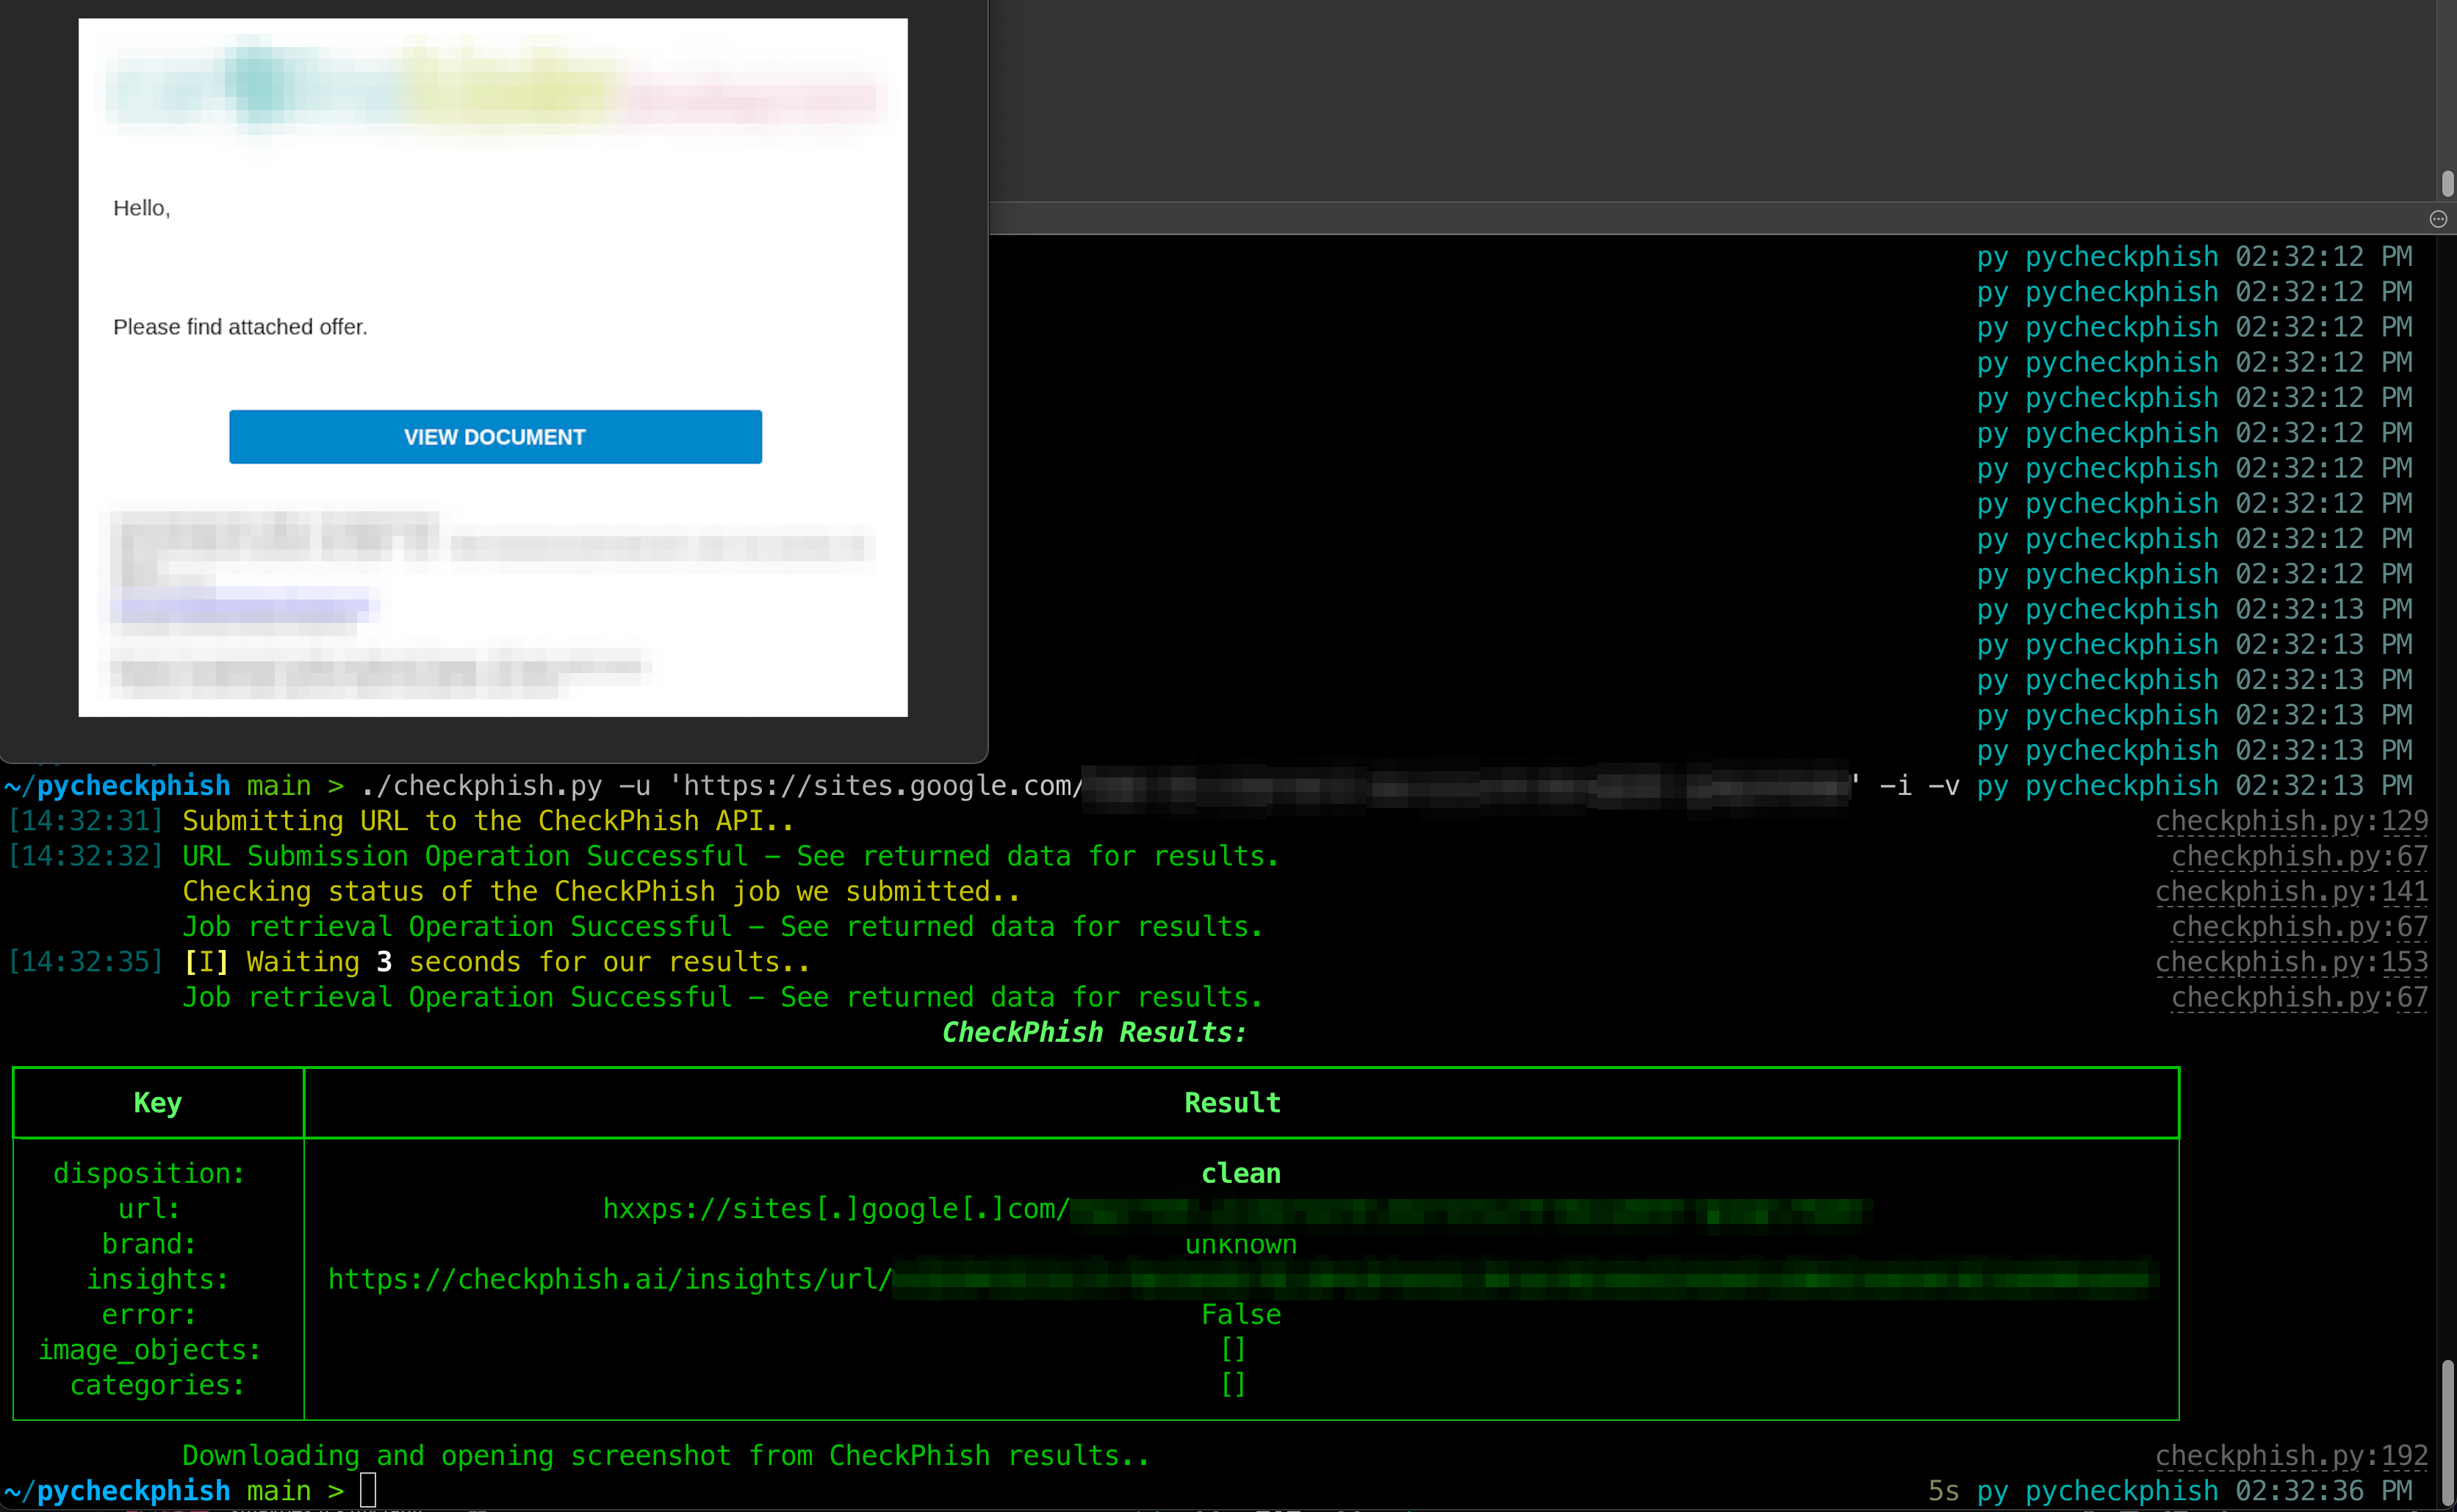 Hello,
Please find attached offer.
VIEW DOCUMENT
py pycheckphish 02:32:12 PM
py pycheckphish 02:32:12 PM
py pycheckphish 02:32:12 PM
py pycheckphish 02:32:12 PM
py pycheckphish 02:32:12 PM
py pycheckphish 02:32:12 PM
py pycheckphish 02:32:12 PM
py pycheckphish 02:32:12 PM
py pycheckphish 02:32:12 PM
py pycheckphish 02:32:12 PM
py pycheckphish 02:32:13 PM
py pycheckphish 02:32:13 PM
py pycheckphish 02:32:13 PM
py pycheckphish 02:32:13 PM
py pycheckphish 02:32:13 PM
~/pycheckphish main > ./checkphish.py -u 'https://sites.google.com/ ' -i -v py pycheckphish 02:32:13 PM
[14:32:31] Submitting URL to the CheckPhish API.. checkphish.py:129
[14:32:32] URL Submission Operation Successful - See returned data for results. checkphish.py:67
Checking status of the CheckPhish job we submitted.. checkphish.py:141
Job retrieval Operation Successful - See returned data for results. checkphish.py:67
[14:32:35] [I] Waiting 3 seconds for our results.. checkphish.py:153
Job retrieval Operation Successful - See returned data for results. checkphish.py:67
CheckPhish Results:
Key Result
disposition: clean
url: hxxps://sites[.]google[.]com/
brand: unknown
insights: https://checkphish.ai/insights/url/
error: False
image_objects: []
categories: []
Downloading and opening screenshot from CheckPhish results.. checkphish.py:192
~/pycheckphish main > 5s py pycheckphish 02:32:36 PM